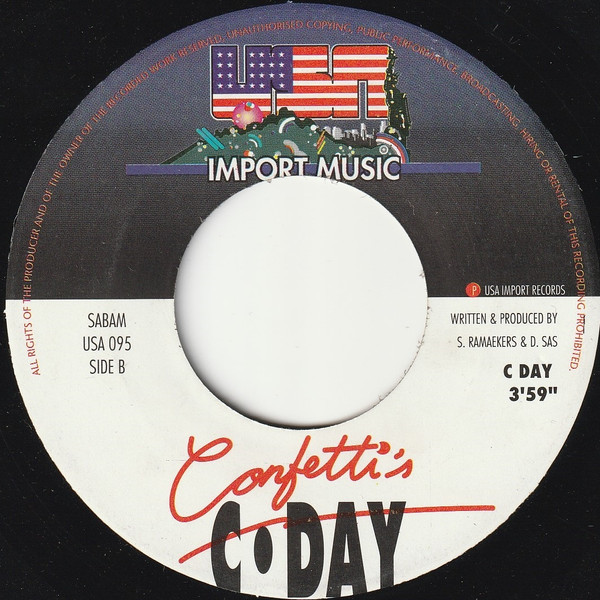 ALL RIGHTS OF THE PRODUCER AND OF THE OWNER OF THE RECORDED WORK RESERVED. UNAUTHORISED COPYING, PUBLIC PERFORMANCE, BROADCASTING, HIRING OR RENTAL OF THIS RECORDING PROHIBITED.
USA
IMPORT MUSIC
P USA IMPORT RECORDS
SABAM
USA 095
SIDE B
WRITTEN & PRODUCED BY
S. RAMAEKERS & D. SAS
C DAY
3'59"
Confetti's
C•DAY